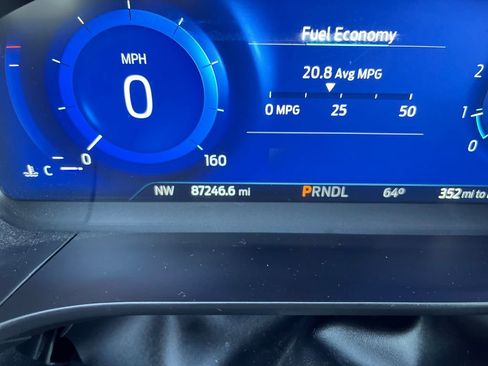 Fuel Economy
MPH
20.8 Avg MPG
0
0 MPG 25 50
0 160
2
1
0
C
NW 87246.6 mi PRNDL 64° 352 mi to